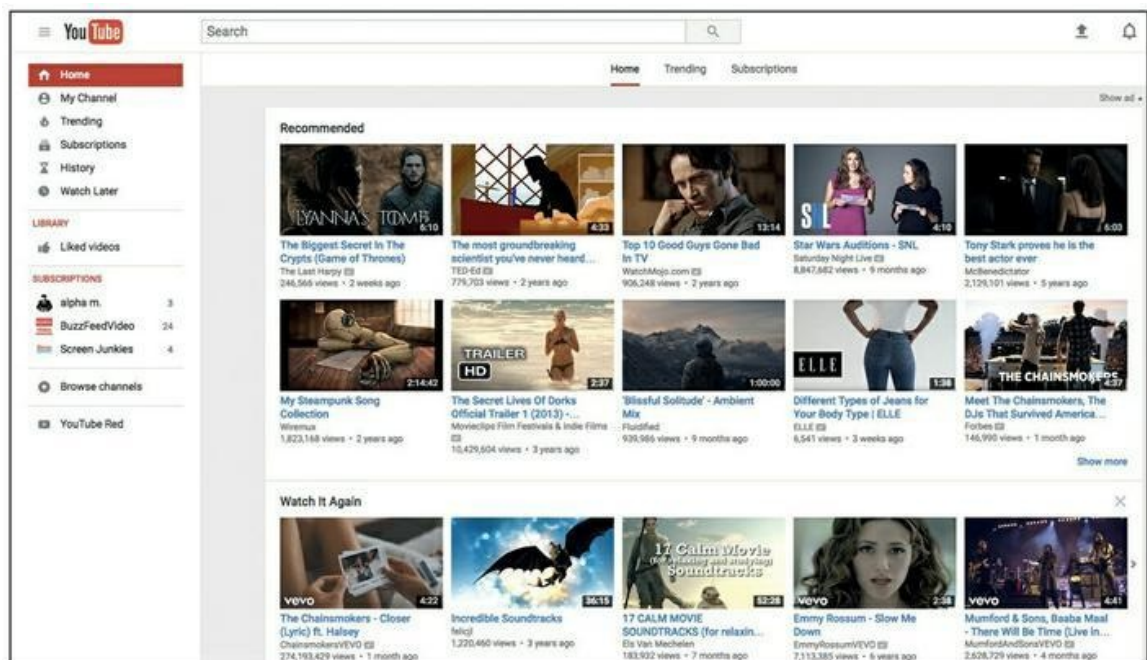 YouTube
Search
Home
My Channel
Trending
Subscriptions
History
Watch Later
LIBRARY
Liked videos
SUBSCRIPTIONS
alpha m. 3
BuzzFeedVideo 24
Screen Junkies 4
Browse channels
YouTube Red
Home Trending Subscriptions
Show ad
Recommended
LYANNA'S TOMB
6:10
The Biggest Secret In The
Crypts (Game of Thrones)
The Last Harpy
246,566 views • 2 weeks ago
4:33
The most groundbreaking
scientist you've never heard...
TED-Ed
779,703 views • 2 years ago
13:14
Top 10 Good Guys Gone Bad
In TV
WatchMojo.com
906,248 views • 2 years ago
SNL
4:10
Star Wars Auditions - SNL
Saturday Night Live
8,847,682 views • 9 months ago
6:03
Tony Stark proves he is the
best actor ever
McBenedictator
2,129,101 views • 5 years ago
2:14:42
My Steampunk Song
Collection
Wiremux
1,823,168 views • 2 years ago
TRAILER
HD
2:37
The Secret Lives Of Dorks
Official Trailer 1 (2013) -...
Movieclips Film Festivals & Indie Films
10,429,604 views • 3 years ago
1:00:00
'Blissful Solitude' - Ambient
Mix
Fluidified
939,986 views • 9 months ago
ELLE
1:38
Different Types of Jeans for
Your Body Type | ELLE
ELLE
6,541 views • 3 weeks ago
THE CHAINSMOKERS
4:37
Meet The Chainsmokers, The
DJs That Survived America...
Forbes
146,990 views • 1 month ago
Show more
Watch It Again
vevo
4:22
The Chainsmokers - Closer
(Lyric) ft. Halsey
ChainsmokersVEVO
274,193,429 views • 1 month ago
36:15
Incredible Soundtracks
felicjl
1,220,460 views • 3 years ago
17 Calm Movie
(for relaxing and studying)
Soundtracks
52:28
17 CALM MOVIE
SOUNDTRACKS (for relaxin...
Els Van Mechelen
183,932 views • 7 months ago
vevo
2:38
Emmy Rossum - Slow Me
Down
EmmyRossumVEVO
7,113,385 views • 6 years ago
4:41
Mumford & Sons, Baaba Maal
- There Will Be Time (Live in...
MumfordAndSonsVEVO
2,628,729 views • 4 months ago